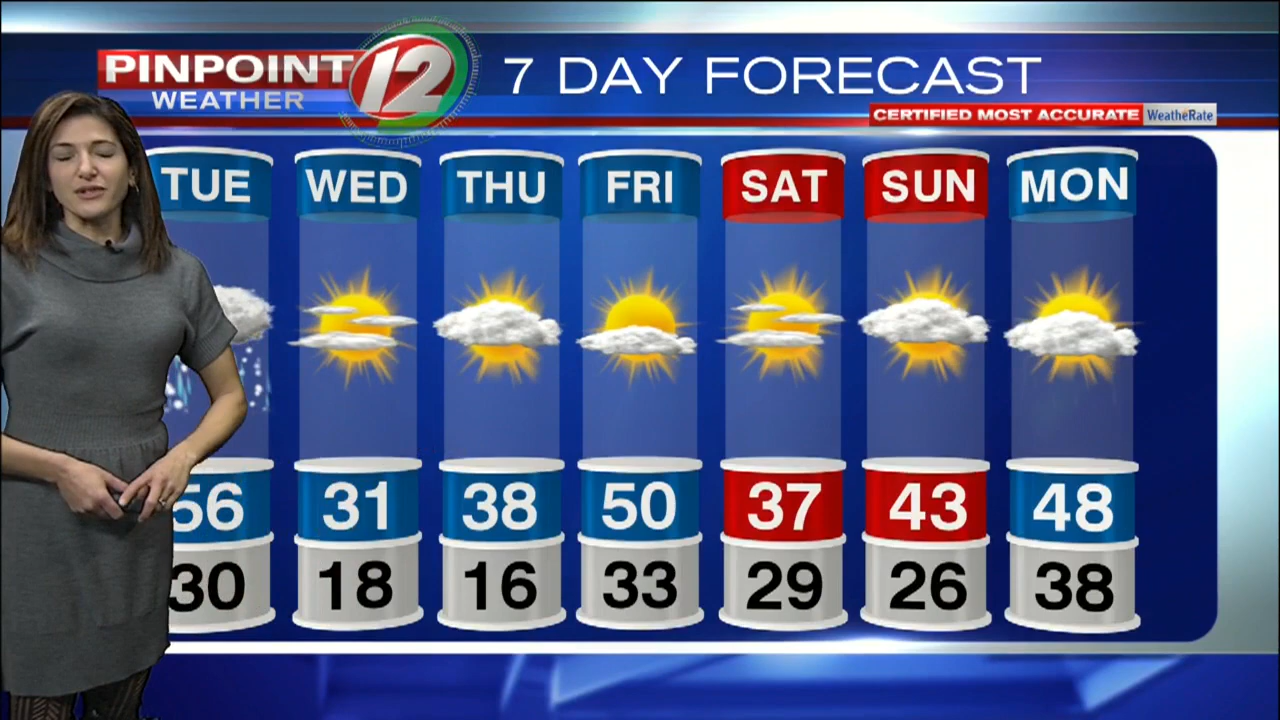 PINPOINT 12
WEATHER
7 DAY FORECAST
CERTIFIED MOST ACCURATE WeatheRate
TUE WED THU FRI SAT SUN MON
56 31 38 50 37 43 48
30 18 16 33 29 26 38